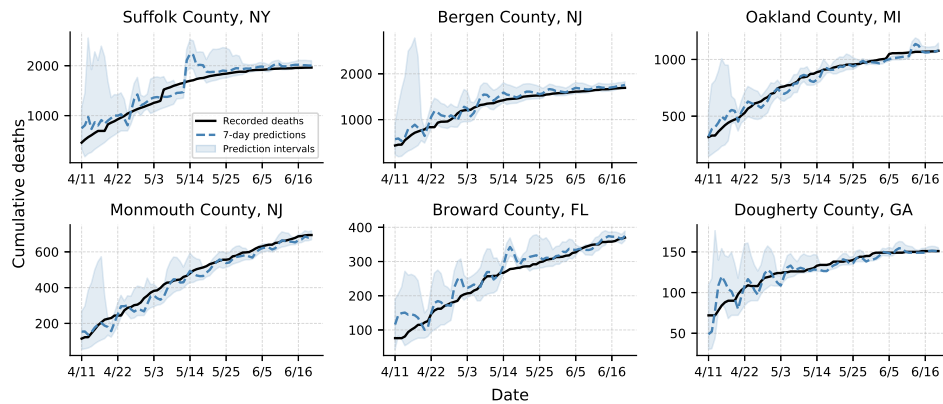 Suffolk County, NY
Bergen County, NJ
Oakland County, MI
2000
1000
Recorded deaths
7-day predictions
Prediction intervals
4/11 4/22 5/3 5/14 5/25 6/5 6/16
2000
1000
4/11 4/22 5/3 5/14 5/25 6/5 6/16
1000
500
4/11 4/22 5/3 5/14 5/25 6/5 6/16
Cumulative deaths
Monmouth County, NJ
Broward County, FL
Dougherty County, GA
600
400
200
4/11 4/22 5/3 5/14 5/25 6/5 6/16
400
300
200
100
4/11 4/22 5/3 5/14 5/25 6/5 6/16
150
100
50
4/11 4/22 5/3 5/14 5/25 6/5 6/16
Date